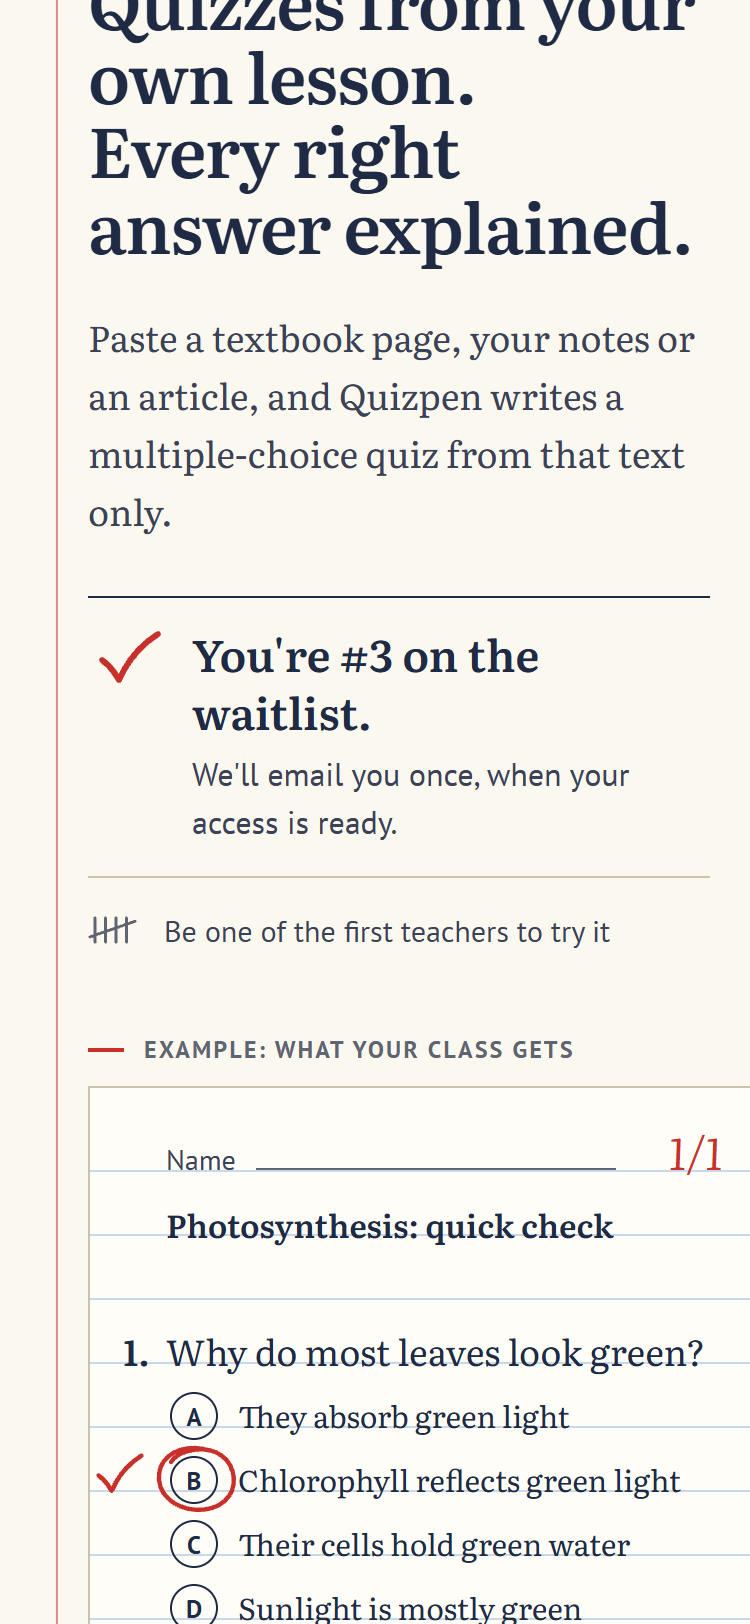 Quizzes from your
own lesson.
Every right
answer explained.
Paste a textbook page, your notes or
an article, and Quizpen writes a
multiple-choice quiz from that text
only.
You're #3 on the
waitlist.
We'll email you once, when your
access is ready.
Be one of the first teachers to try it
EXAMPLE: WHAT YOUR CLASS GETS
Name 1/1
Photosynthesis: quick check
1. Why do most leaves look green?
A They absorb green light
B Chlorophyll reflects green light
C Their cells hold green water
D Sunlight is mostly green